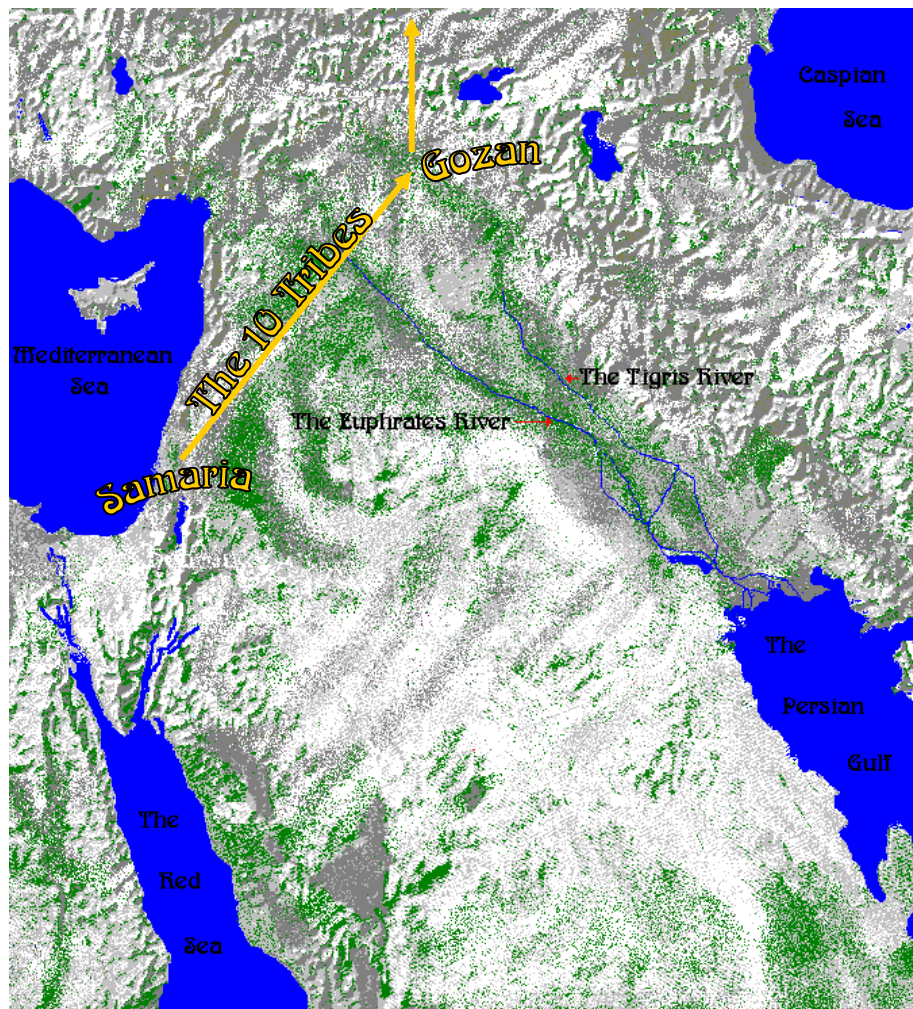 Caspian
Sea
Gozan
The 10 Tribes
Mediterranean
Sea
The Tigris River
The Euphrates River
Samaria
The
Persian
Gulf
The
Red
Sea